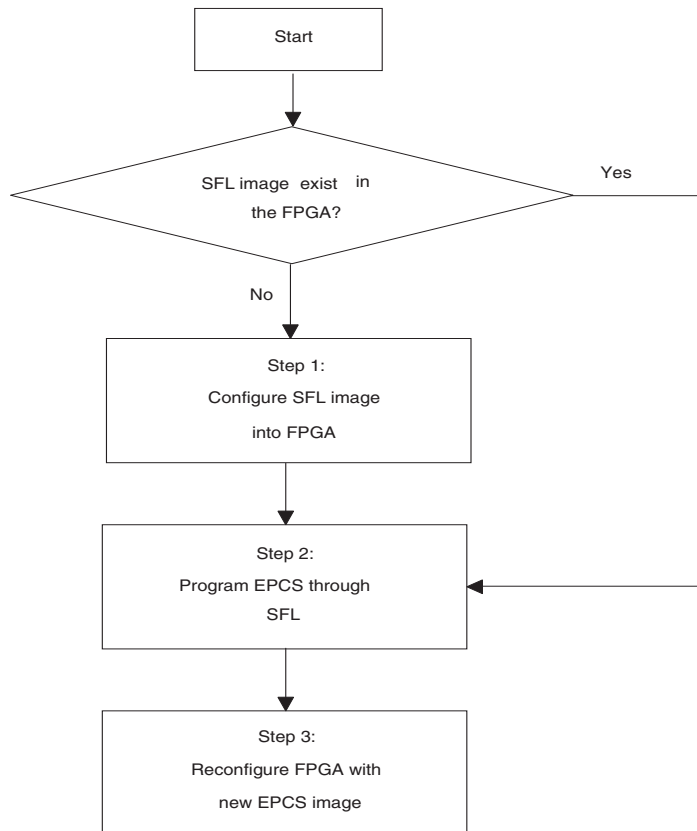 Start
SFL image exist in
the FPGA?
Yes
No
Step 1:
Configure SFL image
into FPGA
Step 2:
Program EPCS through
SFL
Step 3:
Reconfigure FPGA with
new EPCS image